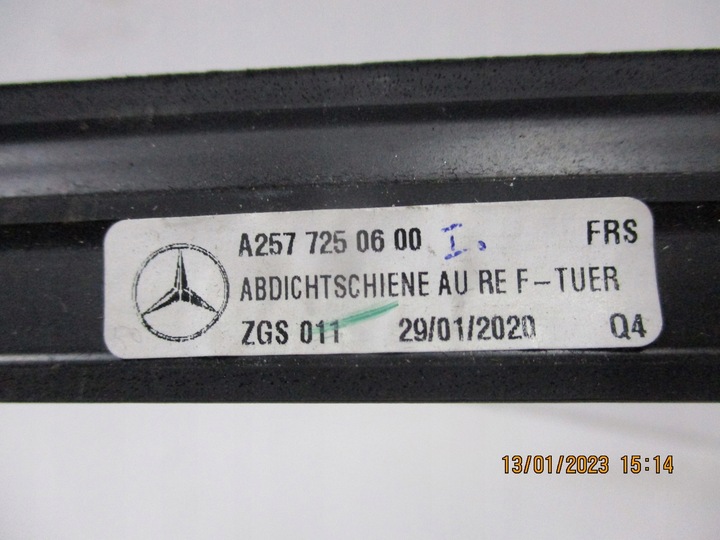 A257 725 06 00 I. FRS
ABDICHTSCHIENE AU RE F-TUER
ZGS 011 29/01/2020 Q4
13/01/2023 15:14